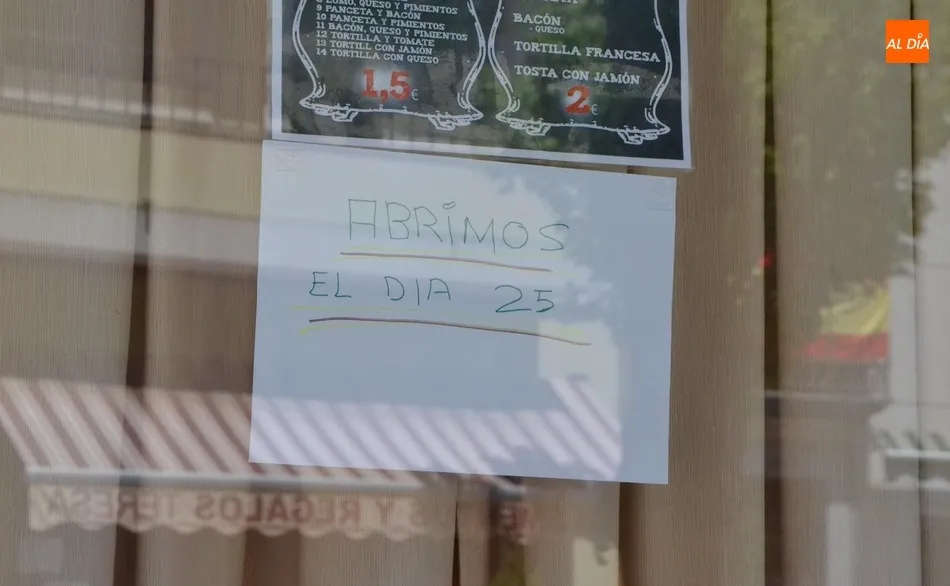 LOMO, QUESO Y PIMIENTOS
9 PANCETA Y BACÓN
10 PANCETA Y PIMIENTOS
11 BACÓN, QUESO Y PIMIENTOS
12 TORTILLA Y TOMATE
13 TORTILL CON JAMÓN
14 TORTILLA CON QUESO
1,5€
BACÓN
- QUESO
TORTILLA FRANCESA
TOSTA CON JAMÓN
2€
AL DÍA
ABRIMOS
EL DIA 25
Y REGALOS TERESA